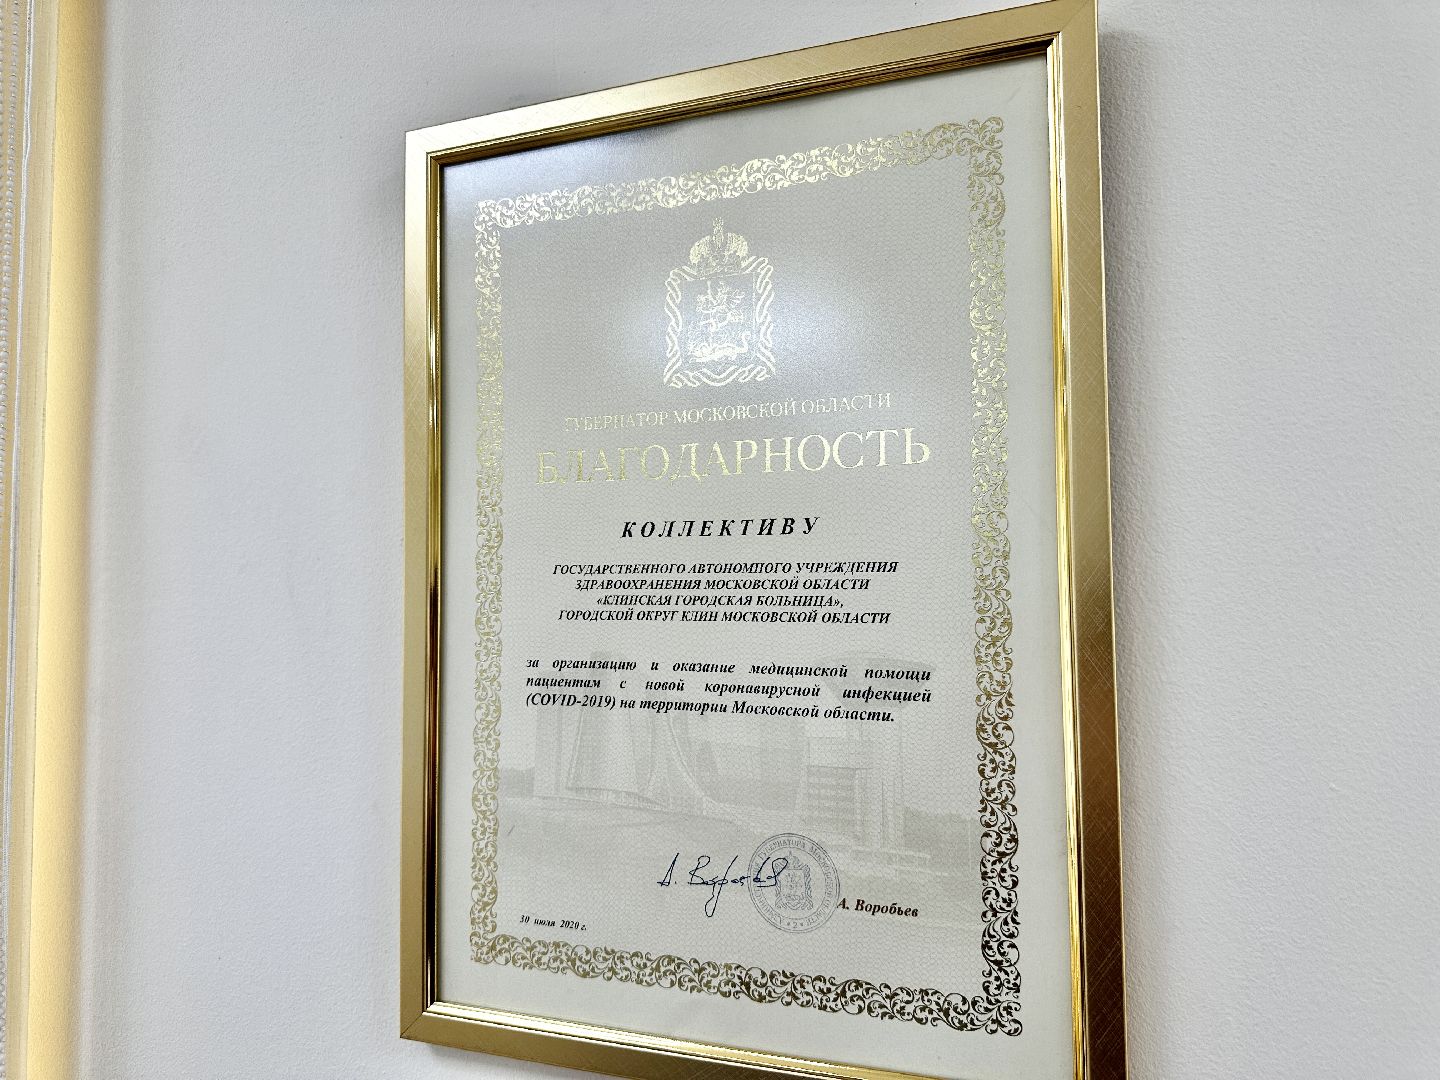 ГУБЕРНАТОР МОСКОВСКОЙ ОБЛАСТИ
БЛАГОДАРНОСТЬ
КОЛЛЕКТИВУ
ГОСУДАРСТВЕННОГО АВТОНОМНОГО УЧРЕЖДЕНИЯ
ЗДРАВООХРАНЕНИЯ МОСКОВСКОЙ ОБЛАСТИ
«КЛИНСКАЯ ГОРОДСКАЯ БОЛЬНИЦА»,
ГОРОДСКОЙ ОКРУГ КЛИН МОСКОВСКОЙ ОБЛАСТИ
за организацию и оказание медицинской помощи
пациентам с новой коронавирусной инфекцией
(COVID-2019) на территории Московской области.
А. Воробьев
30 июля 2020 г.